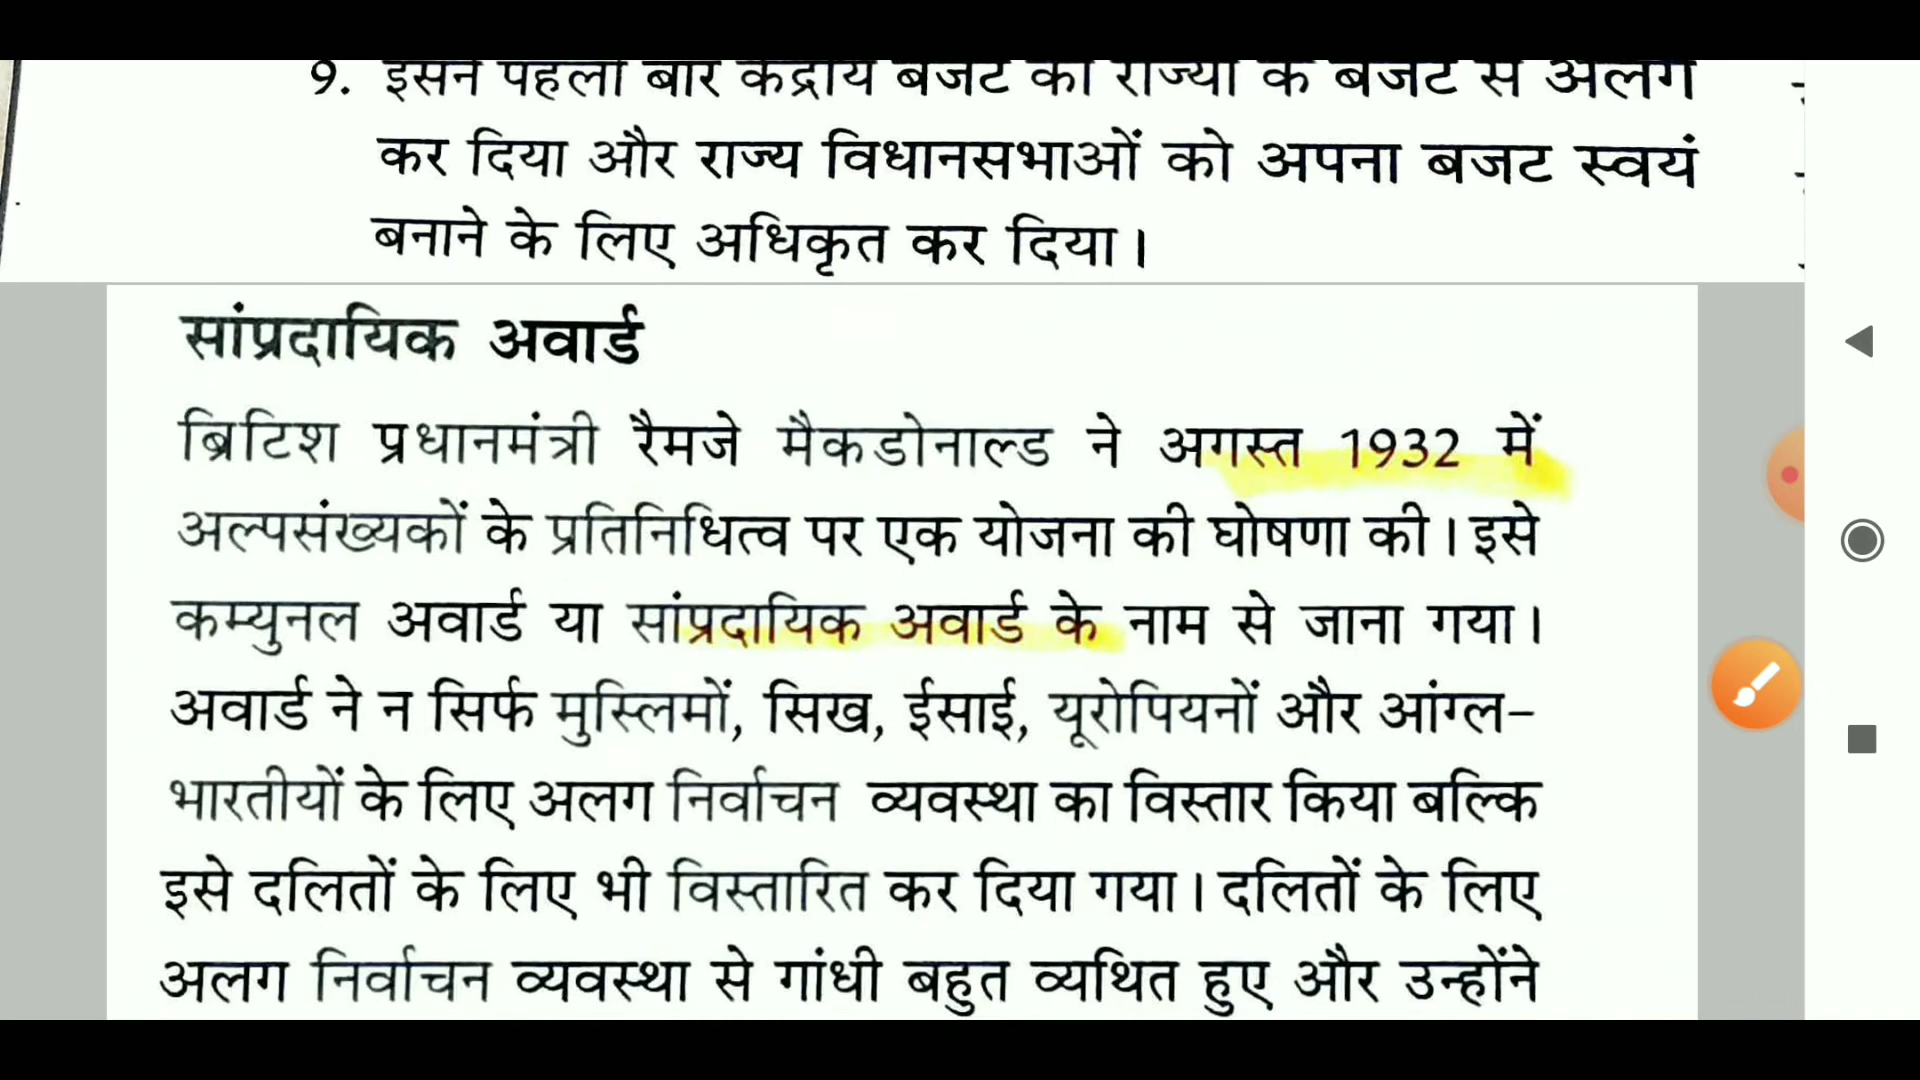 9. इसने पहली बार केंद्रीय बजट को राज्यों के बजट से अलग
कर दिया और राज्य विधानसभाओं को अपना बजट स्वयं
बनाने के लिए अधिकृत कर दिया।
सांप्रदायिक अवार्ड
ब्रिटिश प्रधानमंत्री रैमजे मैकडोनाल्ड ने अगस्त 1932 में
अल्पसंख्यकों के प्रतिनिधित्व पर एक योजना की घोषणा की। इसे
कम्युनल अवार्ड या सांप्रदायिक अवार्ड के नाम से जाना गया।
अवार्ड ने न सिर्फ मुस्लिमों, सिख, ईसाई, यूरोपियनों और आंग्ल-
भारतीयों के लिए अलग निर्वाचन व्यवस्था का विस्तार किया बल्कि
इसे दलितों के लिए भी विस्तारित कर दिया गया। दलितों के लिए
अलग निर्वाचन व्यवस्था से गांधी बहुत व्यथित हुए और उन्होंने